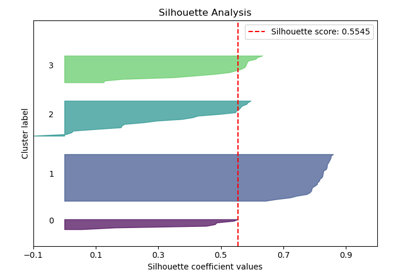 Silhouette Analysis
Silhouette score: 0.5545
3
2
1
0
Cluster label
−0.1 0.1 0.3 0.5 0.7 0.9
Silhouette coefficient values